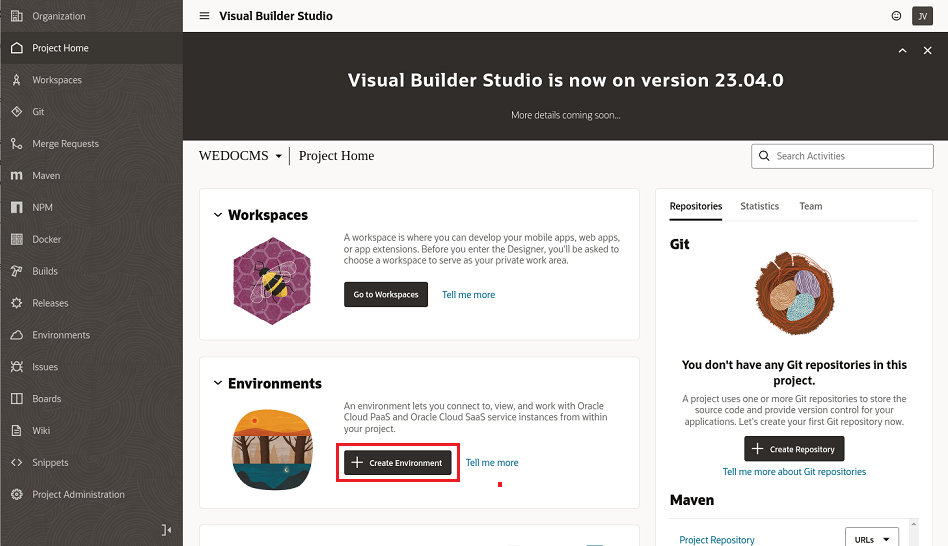 Organization
Project Home
Workspaces
Git
Merge Requests
Maven
NPM
Docker
Builds
Releases
Environments
Issues
Boards
Wiki
Snippets
Project Administration
Visual Builder Studio
JV
Visual Builder Studio is now on version 23.04.0
More details coming soon...
WEDOCMS
Project Home
Search Activities
Workspaces
A workspace is where you can develop your mobile apps, web apps,
or app extensions. Before you enter the Designer, you'll be asked to
choose a workspace to serve as your private work area.
Go to Workspaces
Tell me more
Environments
An environment lets you connect to, view, and work with Oracle
Cloud PaaS and Oracle Cloud SaaS service instances from within
your project.
Create Environment
Tell me more
Repositories
Statistics
Team
Git
You don't have any Git repositories in this
project.
A project uses one or more Git repositories to store the
source code and provide version control for your
applications. Let's create your first Git repository now.
Create Repository
Tell me more about Git repositories
Maven
Project Repository
URLs